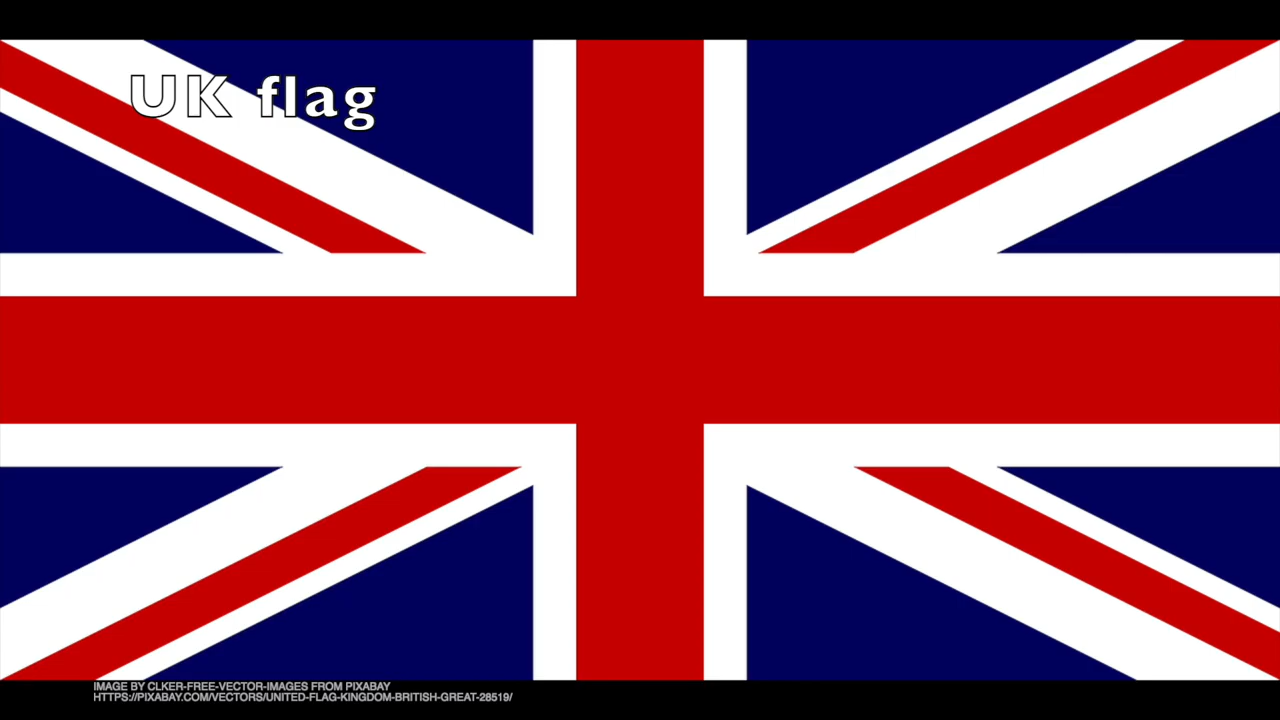 UK flag
IMAGE BY CLKER-FREE-VECTOR-IMAGES FROM PIXABAY
HTTPS://PIXABAY.COM/VECTORS/UNITED-FLAG-KINGDOM-BRITISH-GREAT-28519/